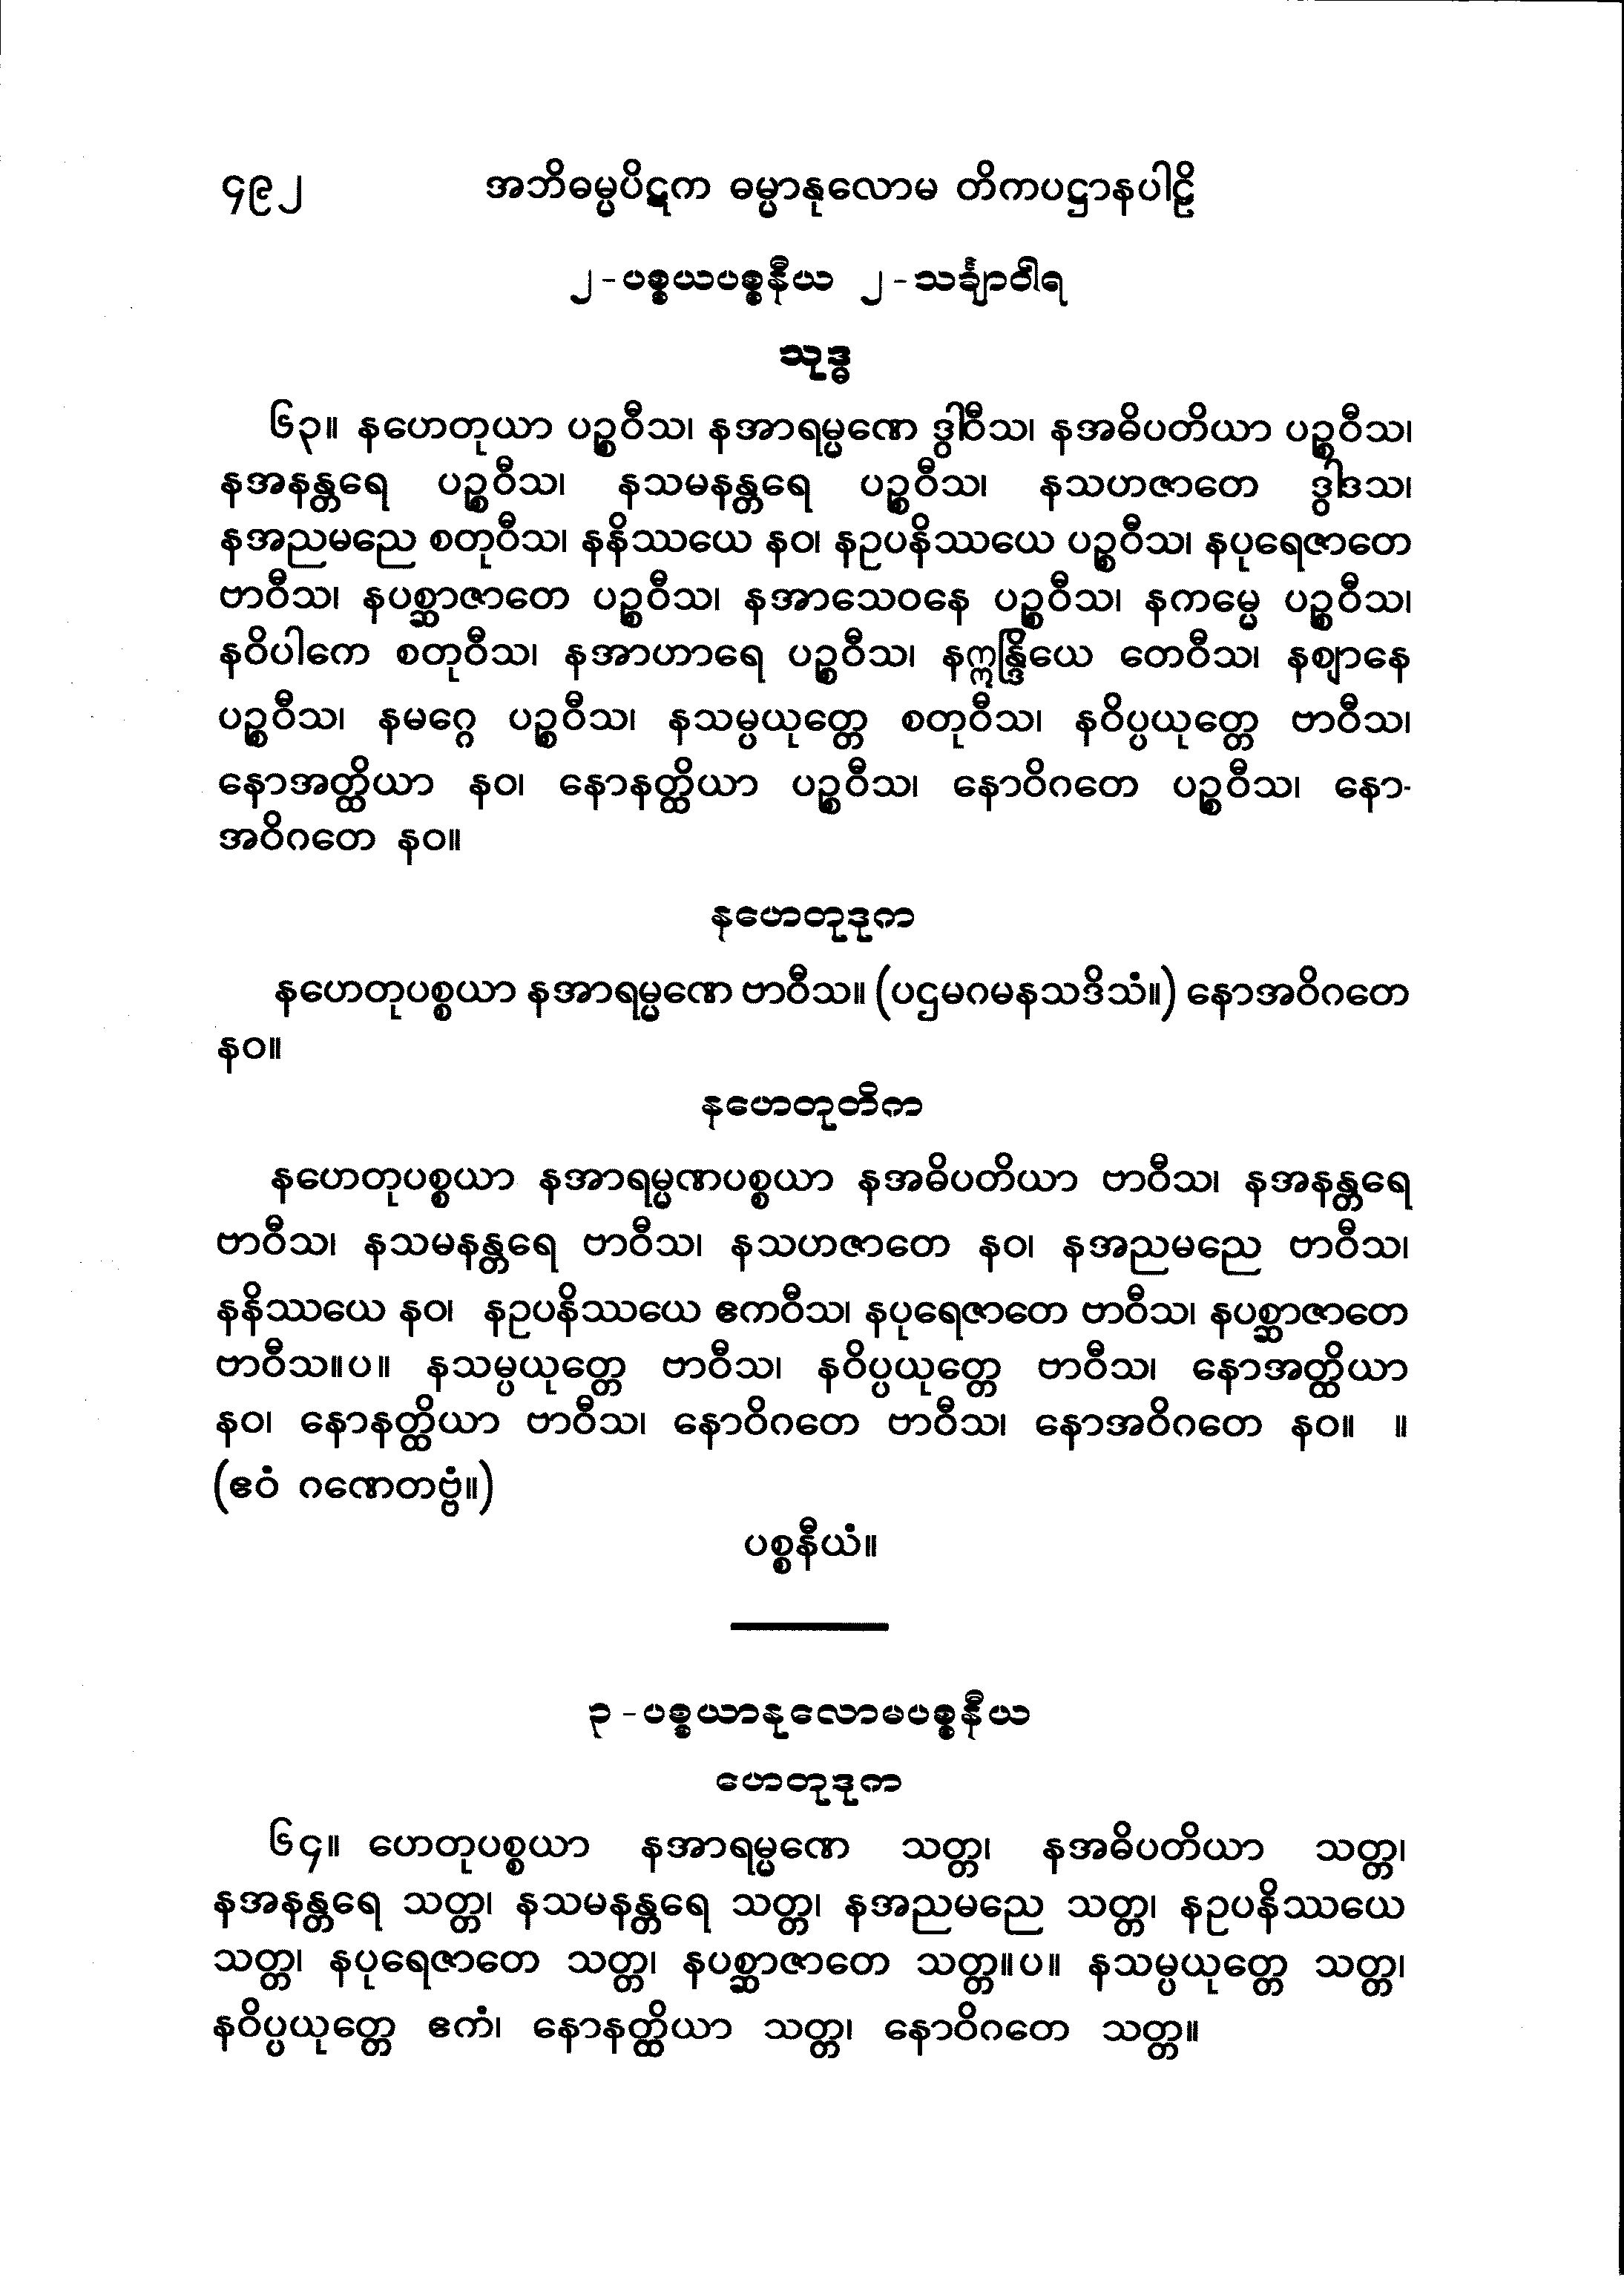 ၄၉၂ အဘိဓမ္မပိဋက ဓမ္မာနုလောမ တိကပဋ္ဌာနပါဠိ
၂-ပစ္စယပစ္စနီယ ၂-သင်္ချာဝါရ
သုဒ္ဓ
၆၃။ နဟေတုယာ ပဉ္စဝီသ၊ နအာရမ္မဏေ ဒွါဝီသ၊ နအဓိပတိယာ ပဉ္စဝီသ၊
နအနန္တရေ ပဉ္စဝီသ၊ နသမနန္တရေ ပဉ္စဝီသ၊ နသဟဇာတေ ဒွါဒသ၊
နအညမညေ စတုဝီသ၊ နနိဿယေ နဝ၊ နဥပနိဿယေ ပဉ္စဝီသ၊ နပုရေဇာတေ
ဗာဝီသ၊ နပစ္ဆာဇာတေ ပဉ္စဝီသ၊ နအာသေဝနေ ပဉ္စဝီသ၊ နကမ္မေ ပဉ္စဝီသ၊
နဝိပါကေ စတုဝီသ၊ နအာဟာရေ ပဉ္စဝီသ၊ နဣန္ဒြိယေ တေဝီသ၊ နဈာနေ
ပဉ္စဝီသ၊ နမဂ္ဂေ ပဉ္စဝီသ၊ နသမ္ပယုတ္တေ စတုဝီသ၊ နဝိပ္ပယုတ္တေ ဗာဝီသ၊
နောအတ္ထိယာ နဝ၊ နောနတ္ထိယာ ပဉ္စဝီသ၊ နောဝိဂတေ ပဉ္စဝီသ၊ နော-
အဝိဂတေ နဝ။
နဟေတုဒုက
နဟေတုပစ္စယာ နအာရမ္မဏေ ဗာဝီသ။ (ပဌမဂမနသဒိသံ။) နောအဝိဂတေ
နဝ။
နဟေတုတိက
နဟေတုပစ္စယာ နအာရမ္မဏပစ္စယာ နအဓိပတိယာ ဗာဝီသ၊ နအနန္တရေ
ဗာဝီသ၊ နသမနန္တရေ ဗာဝီသ၊ နသဟဇာတေ နဝ၊ နအညမညေ ဗာဝီသ၊
နနိဿယေ နဝ၊ နဥပနိဿယေ ဧကဝီသ၊ နပုရေဇာတေ ဗာဝီသ၊ နပစ္ဆာဇာတေ
ဗာဝီသ။ပ။ နသမ္ပယုတ္တေ ဗာဝီသ၊ နဝိပ္ပယုတ္တေ ဗာဝီသ၊ နောအတ္ထိယာ
နဝ၊ နောနတ္ထိယာ ဗာဝီသ၊ နောဝိဂတေ ဗာဝီသ၊ နောအဝိဂတေ နဝ။ ။
(ဧဝံ ဂဏေတဗ္ဗံ။)
ပစ္စနီယံ။
၃-ပစ္စယာနုလောမပစ္စနီယ
ဟေတုဒုက
၆၄။ ဟေတုပစ္စယာ နအာရမ္မဏေ သတ္တ၊ နအဓိပတိယာ သတ္တ၊
နအနန္တရေ သတ္တ၊ နသမနန္တရေ သတ္တ၊ နအညမညေ သတ္တ၊ နဥပနိဿယေ
သတ္တ၊ နပုရေဇာတေ သတ္တ၊ နပစ္ဆာဇာတေ သတ္တ။ပ။ နသမ္ပယုတ္တေ သတ္တ၊
နဝိပ္ပယုတ္တေ ဧကံ၊ နောနတ္ထိယာ သတ္တ၊ နောဝိဂတေ သတ္တ။